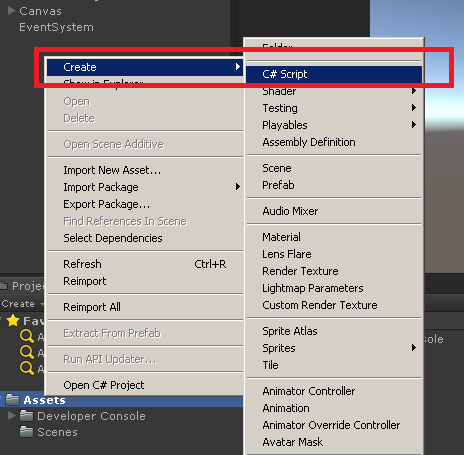 Canvas
EventSystem
Create
Show in Explorer
Open
Delete
Open Scene Additive
Import New Asset...
Import Package
Export Package...
Find References In Scene
Select Dependencies
Refresh Ctrl+R
Reimport
Reimport All
Extract From Prefab
Run API Updater...
Open C# Project
Folder
C# Script
Shader
Testing
Playables
Assembly Definition
Scene
Prefab
Audio Mixer
Material
Lens Flare
Render Texture
Lightmap Parameters
Custom Render Texture
Sprite Atlas
Sprites
Tile
Animator Controller
Animation
Animator Override Controller
Avatar Mask
Create
Assets
Developer Console
Scenes